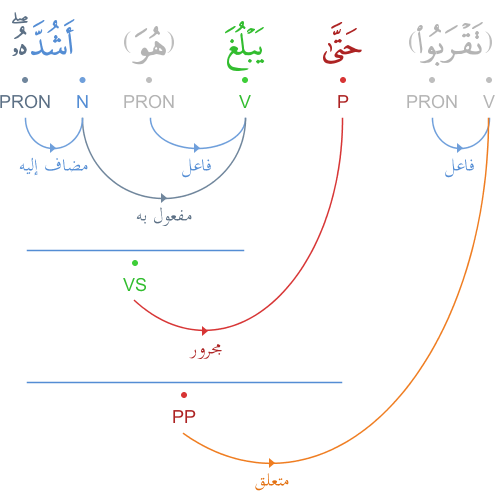 (تَقۡرَبُوا۟) حَتَّىٰ يَبۡلُغَ (هُوَ) أَشُدَّهُۥۖ
V PRON P V PRON N PRON
فاعل فاعل مضاف إليه
مفعول به
VS
مجرور
PP
متعلق